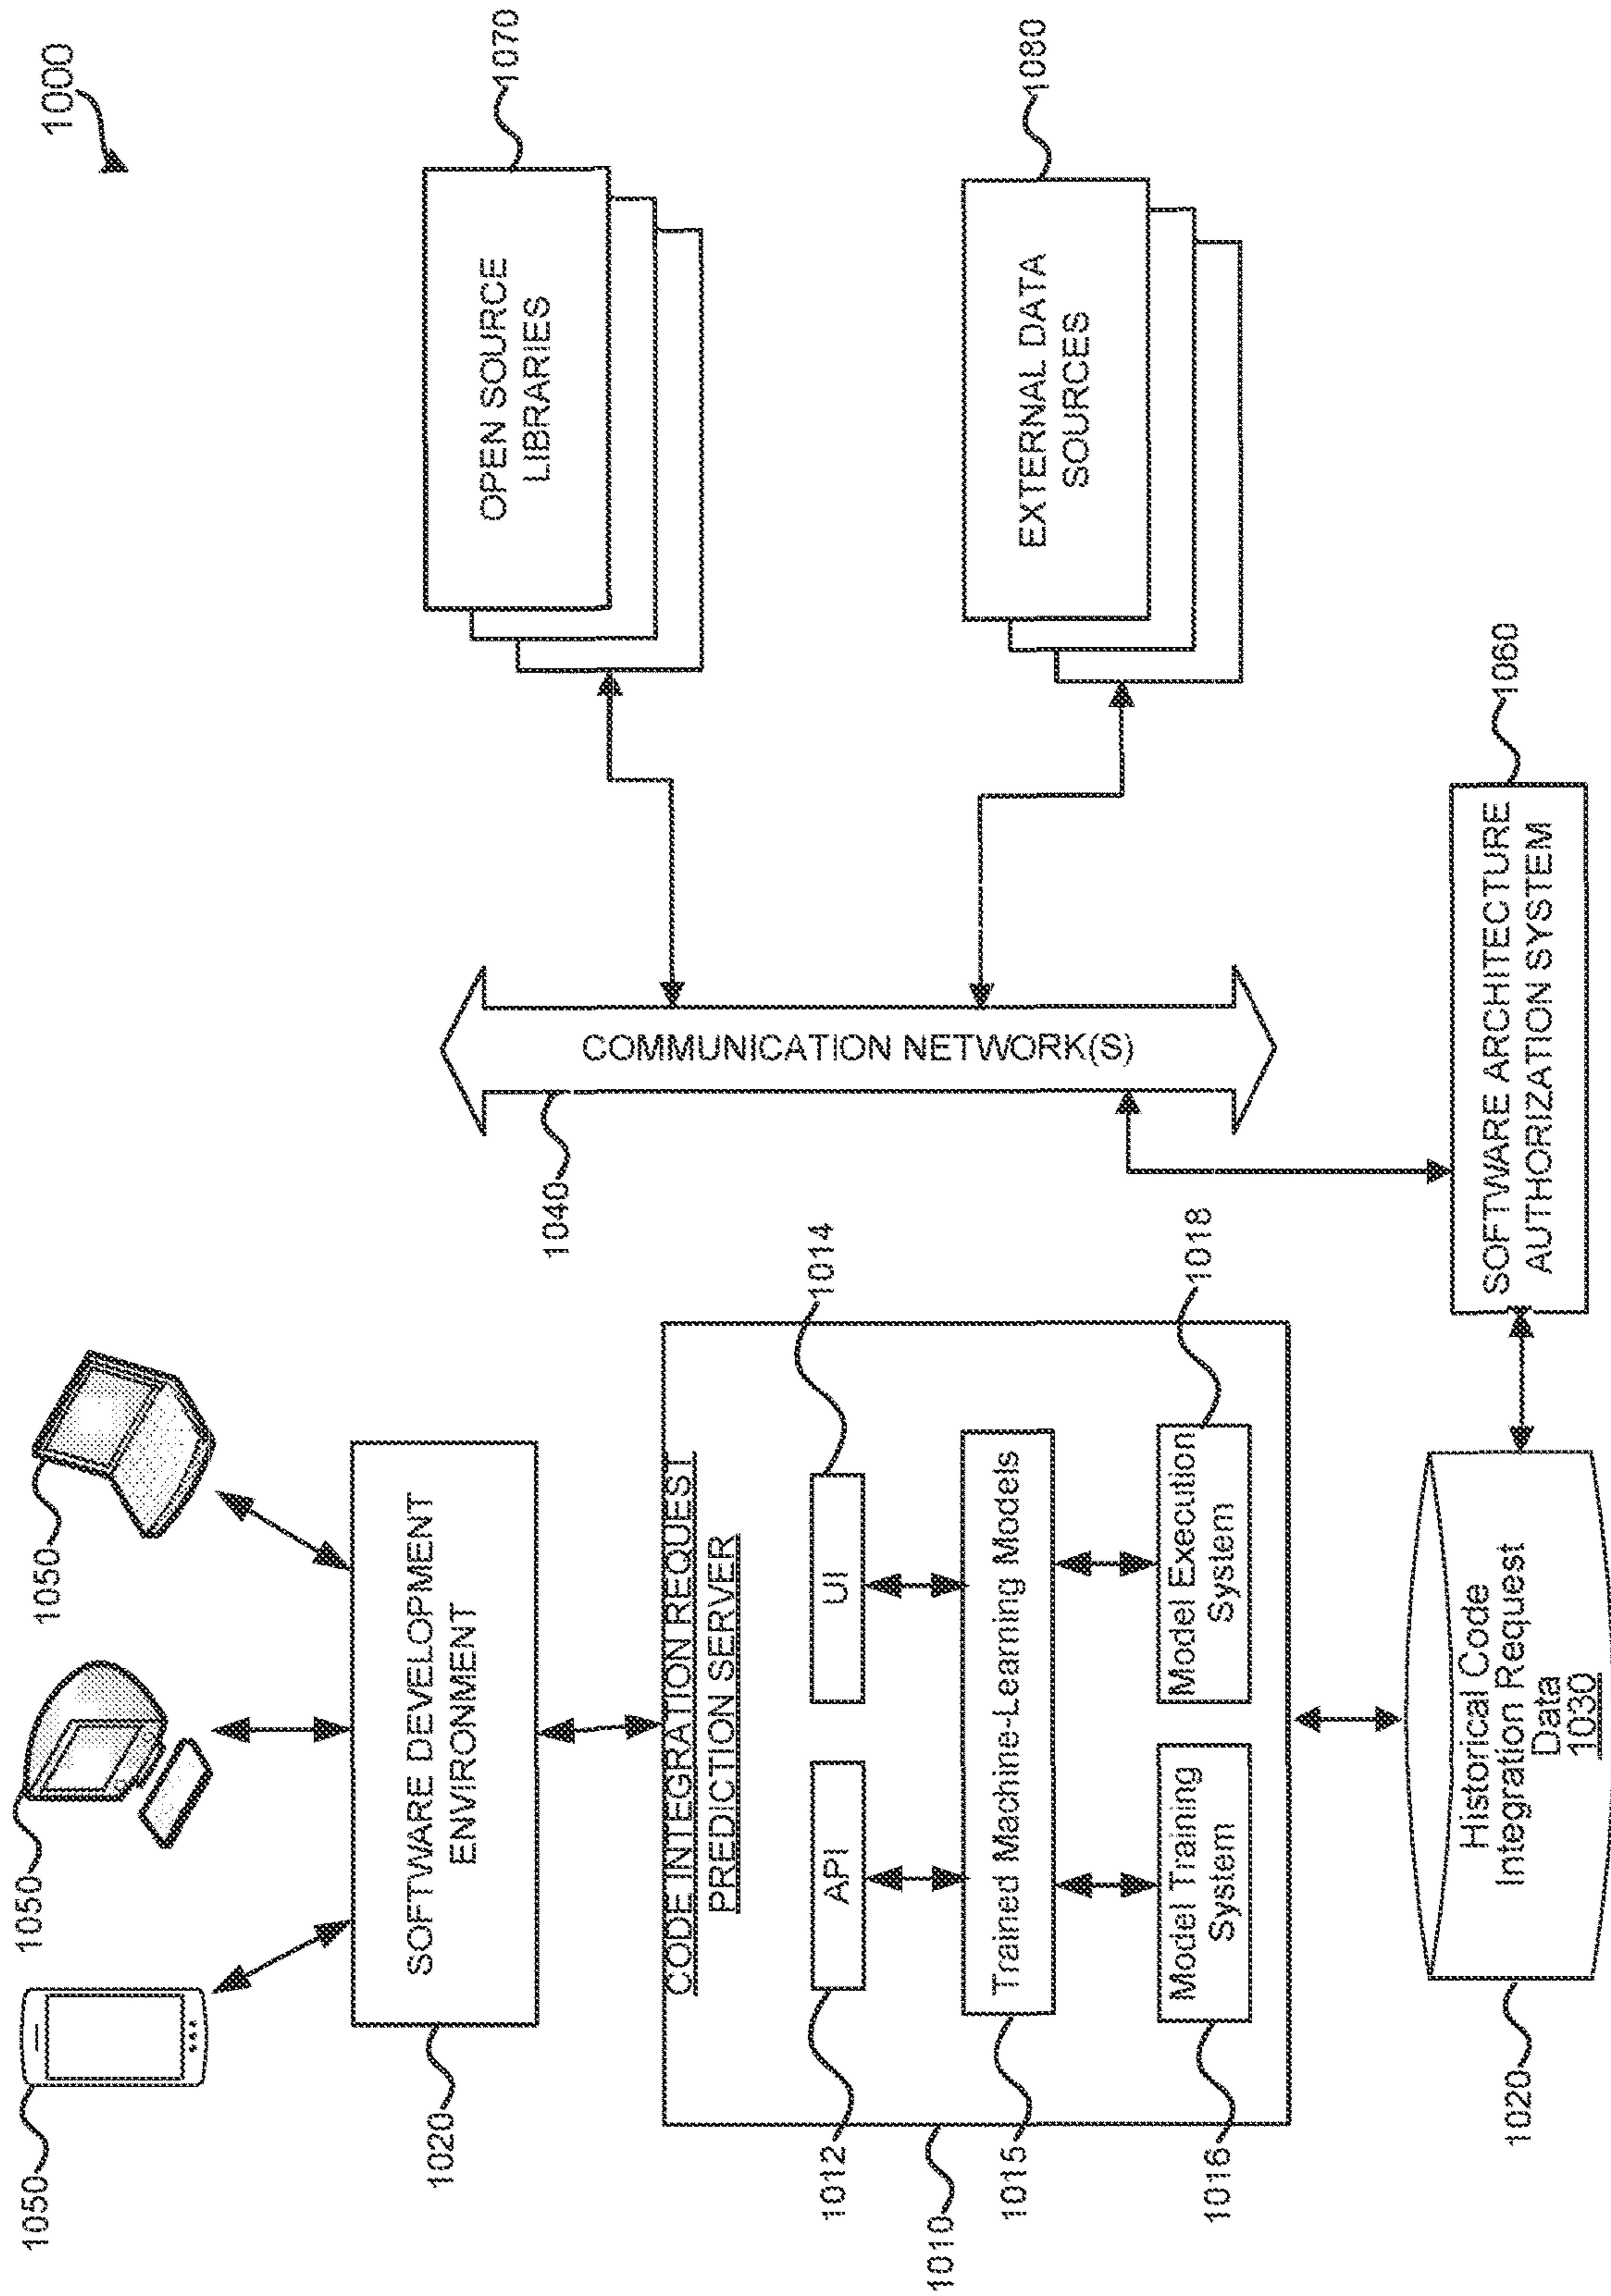 1000
1050
1050
1050
SOFTWARE DEVELOPMENT
ENVIRONMENT
1020
CODE INTEGRATION REQUEST
PREDICTION SERVER
1010
API
1012
UI
1014
Trained Machine-Learning Models
1015
Model Training
System
1016
Model Execution
System
1018
Historical Code
Integration Request
Data
1030
1020
COMMUNICATION NETWORK(S)
1040
OPEN SOURCE
LIBRARIES
1070
EXTERNAL DATA
SOURCES
1080
SOFTWARE ARCHITECTURE
AUTHORIZATION SYSTEM
1060